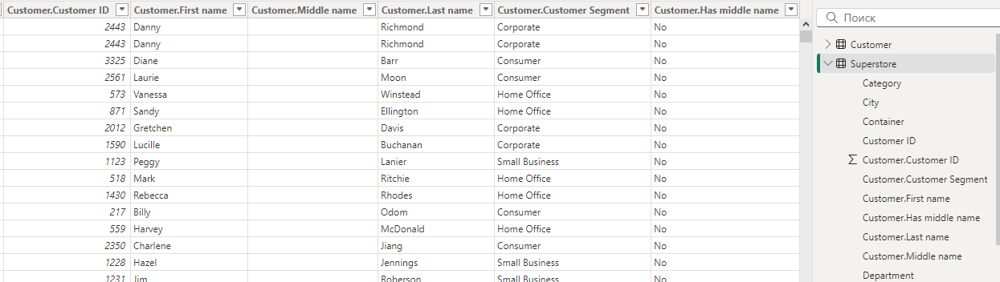 Customer.Customer ID Customer.First name Customer.Middle name Customer.Last name Customer.Customer Segment Customer.Has middle name
2443 Danny Richmond Corporate No
2443 Danny Richmond Corporate No
3325 Diane Barr Consumer No
2561 Laurie Moon Consumer No
573 Vanessa Winstead Home Office No
871 Sandy Ellington Home Office No
2012 Gretchen Davis Corporate No
1590 Lucille Buchanan Corporate No
1123 Peggy Lanier Small Business No
518 Mark Ritchie Home Office No
1430 Rebecca Rhodes Home Office No
217 Billy Odom Consumer No
559 Harvey McDonald Home Office No
2350 Charlene Jiang Consumer No
1228 Hazel Jennings Small Business No
1231 Jim Roberson Small Business No
Поиск
Customer
Superstore
Category
City
Container
Customer ID
Customer.Customer ID
Customer.Customer Segment
Customer.First name
Customer.Has middle name
Customer.Last name
Customer.Middle name
Department